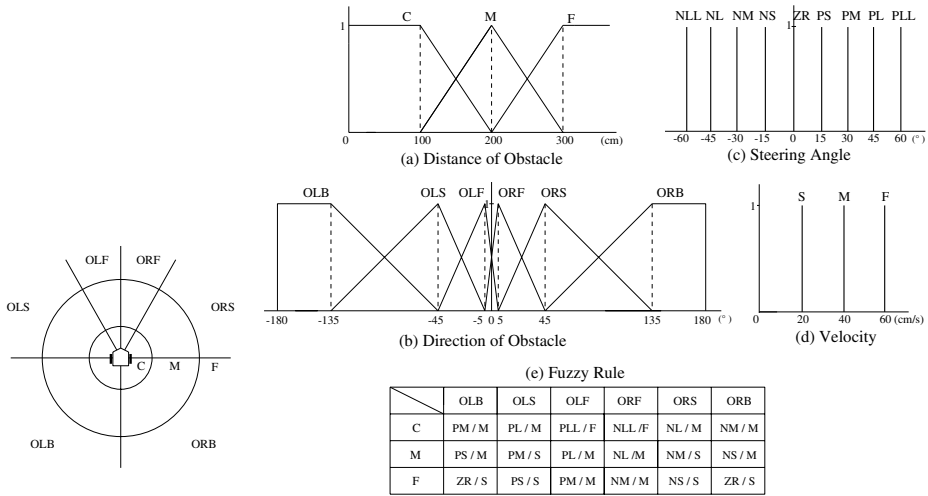 C M F
1
0 100 200 300 (cm)
(a) Distance of Obstacle
NLL NL NM NS ZR PS PM PL PLL
1
-60 -45 -30 -15 0 15 30 45 60 (°)
(c) Steering Angle
OLB OLS OLF ORF ORS ORB
1
-180 -135 -45 -5 0 5 45 135 180 (°)
(b) Direction of Obstacle
S M F
1
0 20 40 60 (cm/s)
(d) Velocity
OLF ORF
OLS ORS
C M F
OLB ORB
(e) Fuzzy Rule
OLB OLS OLF ORF ORS ORB
C PM / M PL / M PLL / F NLL /F NL / M NM / M
M PS / M PM / S PL / M NL /M NM / S NS / M
F ZR / S PS / S PM / M NM / M NS / S ZR / S